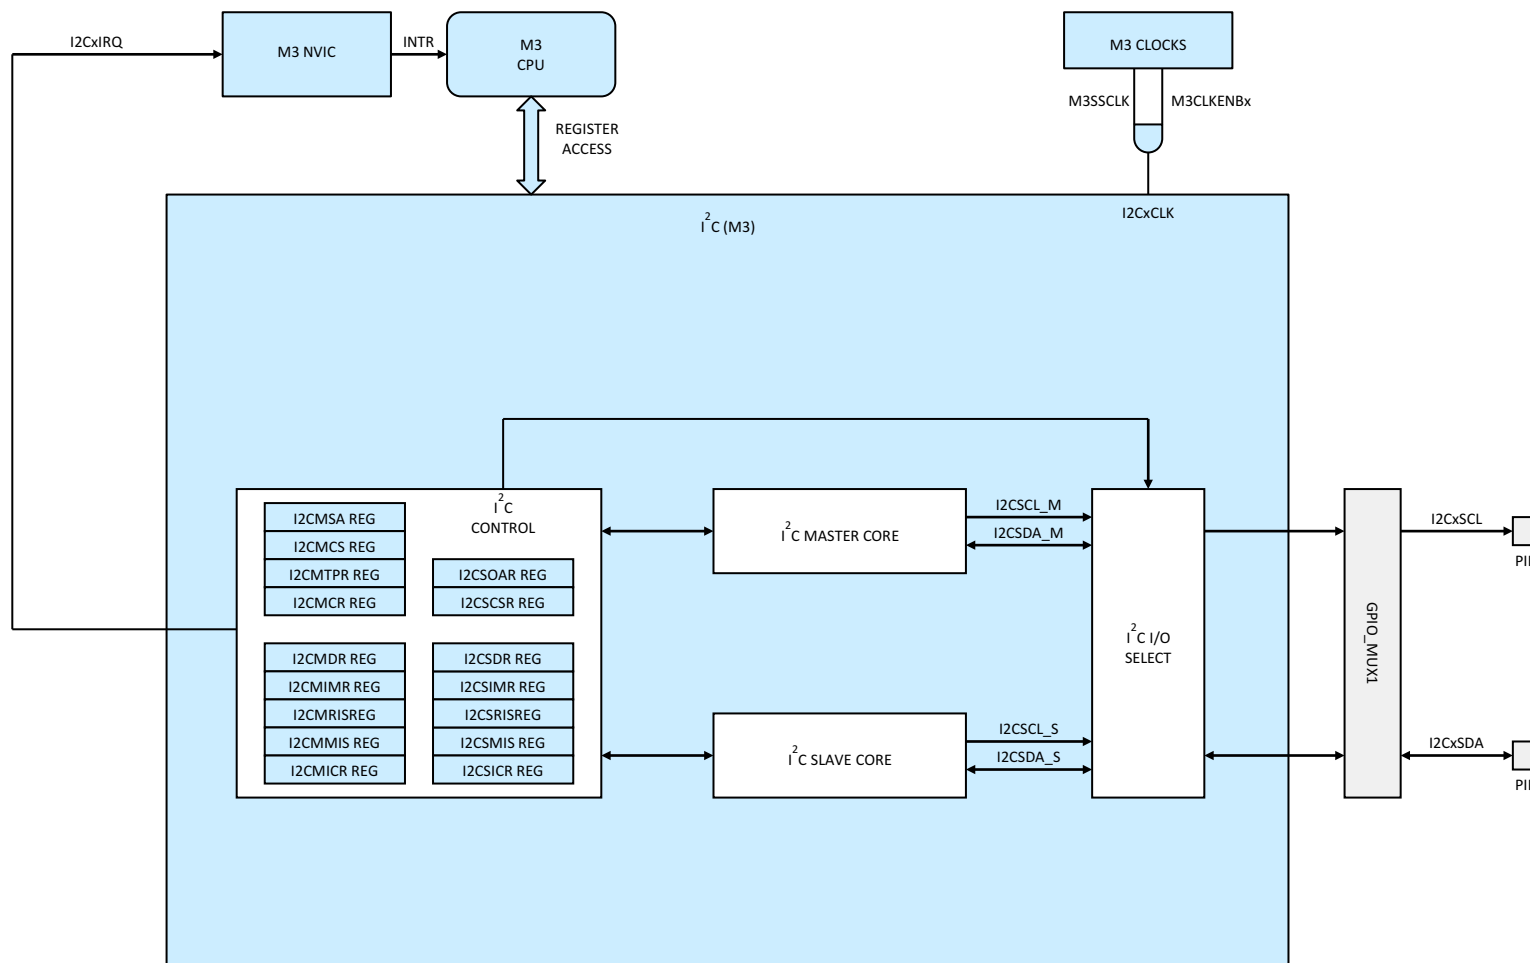 I2CxIRQ
M3 NVIC
INTR
M3
CPU
M3 CLOCKS
M3SSCLK
M3CLKENBx
REGISTER
ACCESS
I2CxCLK
I²C (M3)
I²C
CONTROL
I2CMSA REG
I2CMCS REG
I2CMTPR REG
I2CMCR REG
I2CSOAR REG
I2CSCSR REG
I2CMDR REG
I2CMIMR REG
I2CMRISREG
I2CMMIS REG
I2CMICR REG
I2CSDR REG
I2CSIMR REG
I2CSRISREG
I2CSMIS REG
I2CSICR REG
I²C MASTER CORE
I2CSCL_M
I2CSDA_M
I²C SLAVE CORE
I2CSCL_S
I2CSDA_S
I²C I/O
SELECT
GPIO_MUX1
I2CxSCL
I2CxSDA